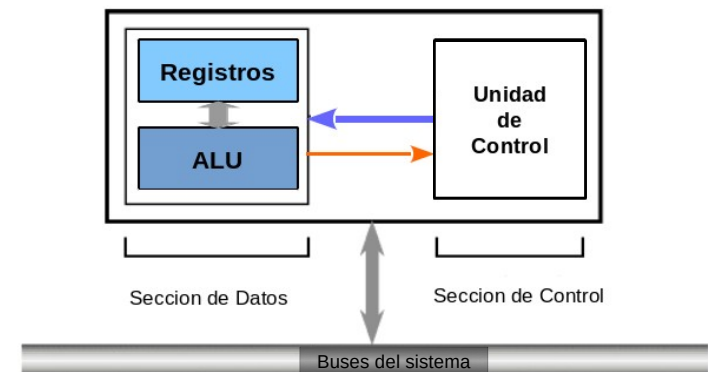 Registros
ALU
Unidad
de
Control
Seccion de Datos
Seccion de Control
Buses del sistema